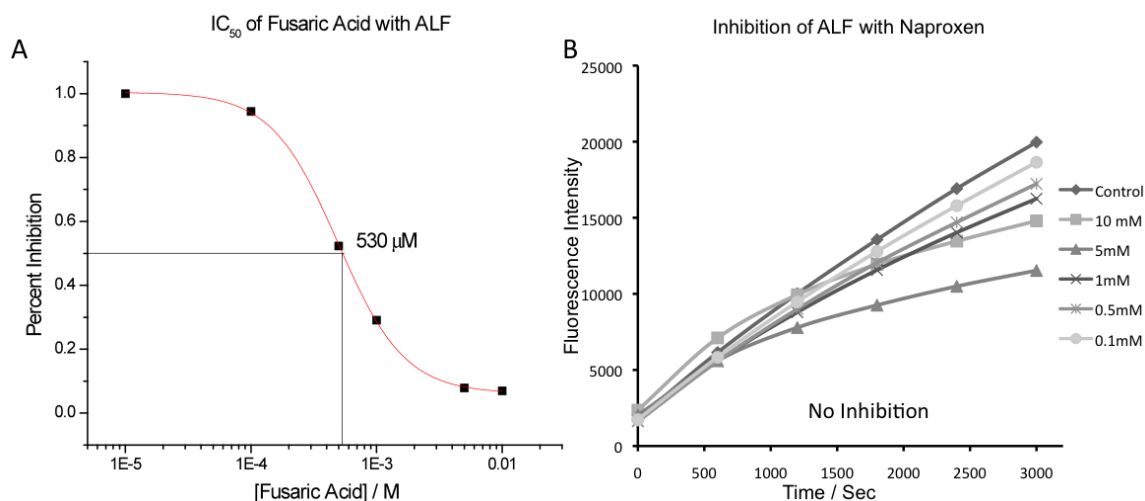 IC50 of Fusaric Acid with ALF
A
Percent Inhibition
1.0
0.8
0.6
0.4
0.2
0.0
530 µM
1E-5
1E-4
1E-3
0.01
[Fusaric Acid] / M
Inhibition of ALF with Naproxen
B
Fluorescence Intensity
25000
20000
15000
10000
5000
0
No Inhibition
0
500
1000
1500
2000
2500
3000
Time / Sec
Control
10 mM
5mM
1mM
0.5mM
0.1mM